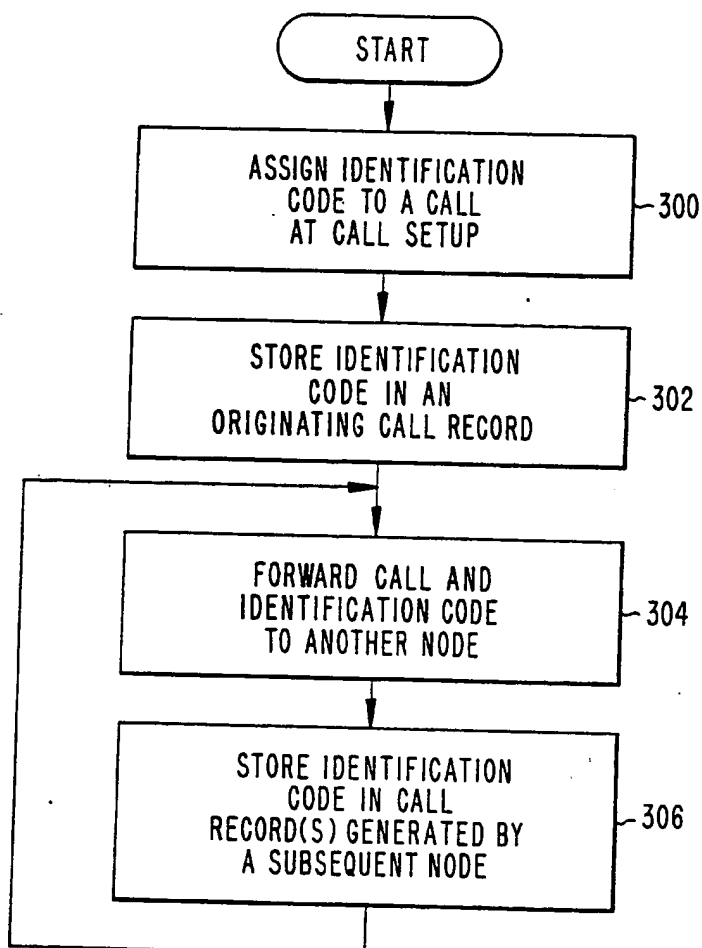 START
ASSIGN IDENTIFICATION
CODE TO A CALL
AT CALL SETUP
300
STORE IDENTIFICATION
CODE IN AN
ORIGINATING CALL RECORD
302
FORWARD CALL AND
IDENTIFICATION CODE
TO ANOTHER NODE
304
STORE IDENTIFICATION
CODE IN CALL
RECORD(S) GENERATED BY
A SUBSEQUENT NODE
306